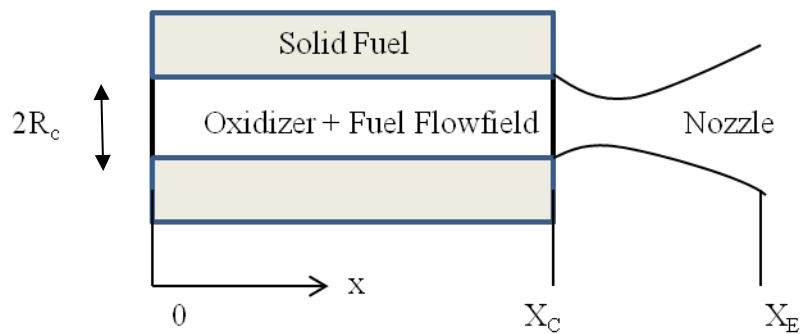 Solid Fuel
2R_c
Oxidizer + Fuel Flowfield
Nozzle
x
0
X_C
X_E